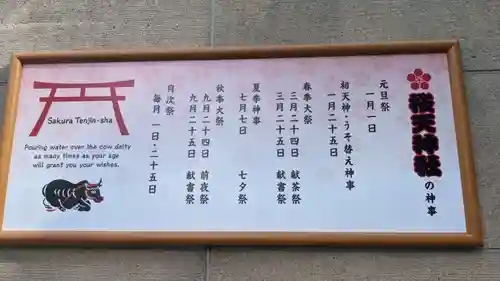 桜天神社の神事
元旦祭
一月一日
初天神・うそ替え神事
一月二十五日
春季大祭
三月二十四日 献茶祭
三月二十五日 献書祭
夏季神事
七月七日 七夕祭
秋季大祭
九月二十四日 前夜祭
九月二十五日 献書祭
月次祭
毎月 一日・二十五日
Sakura Tenjin-sha
Pouring water over the cow deity
as many times as your age
will grant you your wishes.